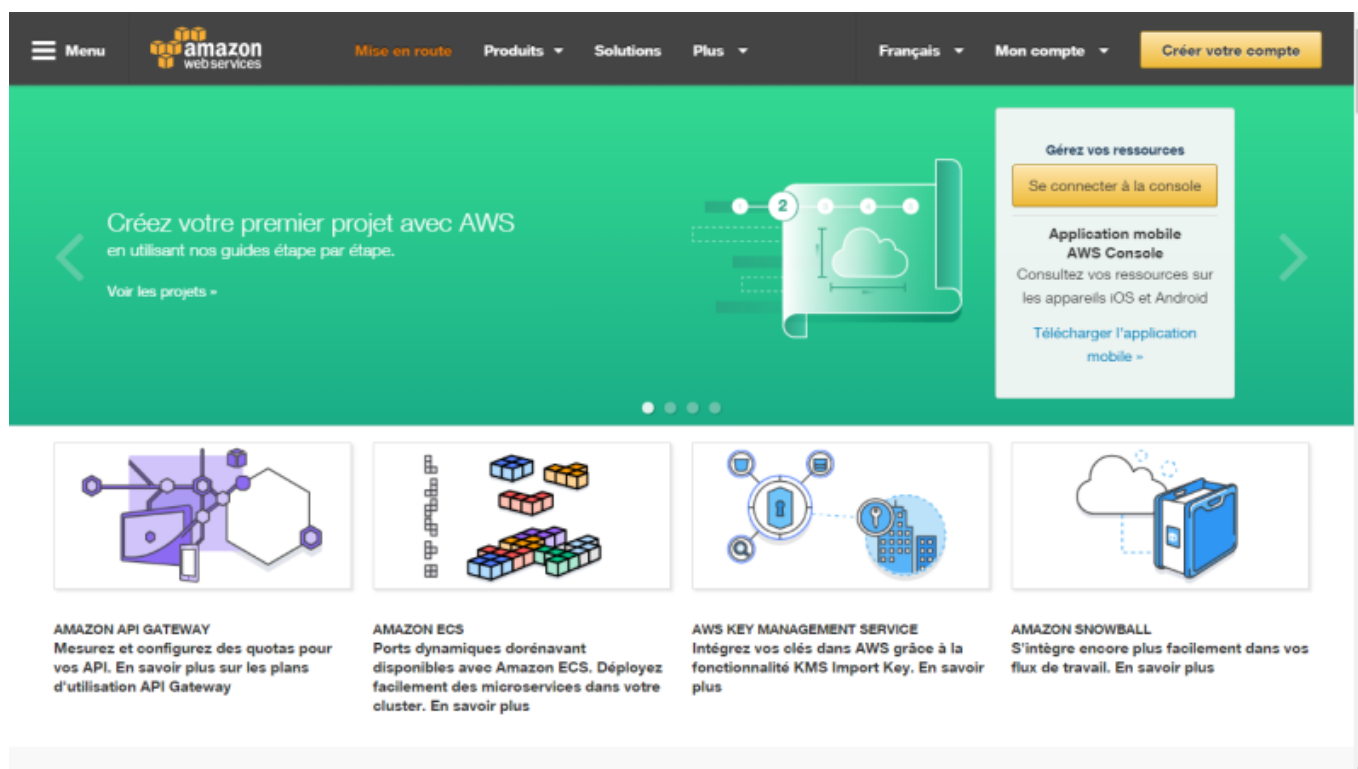 Menu
amazon
webservices
Mise en route
Produits
Solutions
Plus
Français
Mon compte
Créer votre compte
Créez votre premier projet avec AWS
en utilisant nos guides étape par étape.
Voir les projets »
2
Gérez vos ressources
Se connecter à la console
Application mobile
AWS Console
Consultez vos ressources sur
les appareils iOS et Android
Télécharger l'application
mobile »
AMAZON API GATEWAY
Mesurez et configurez des quotas pour
vos API. En savoir plus sur les plans
d'utilisation API Gateway
AMAZON ECS
Ports dynamiques dorénavant
disponibles avec Amazon ECS. Déployez
facilement des microservices dans votre
cluster. En savoir plus
AWS KEY MANAGEMENT SERVICE
Intégrez vos clés dans AWS grâce à la
fonctionnalité KMS Import Key. En savoir
plus
AMAZON SNOWBALL
S'intègre encore plus facilement dans vos
flux de travail. En savoir plus